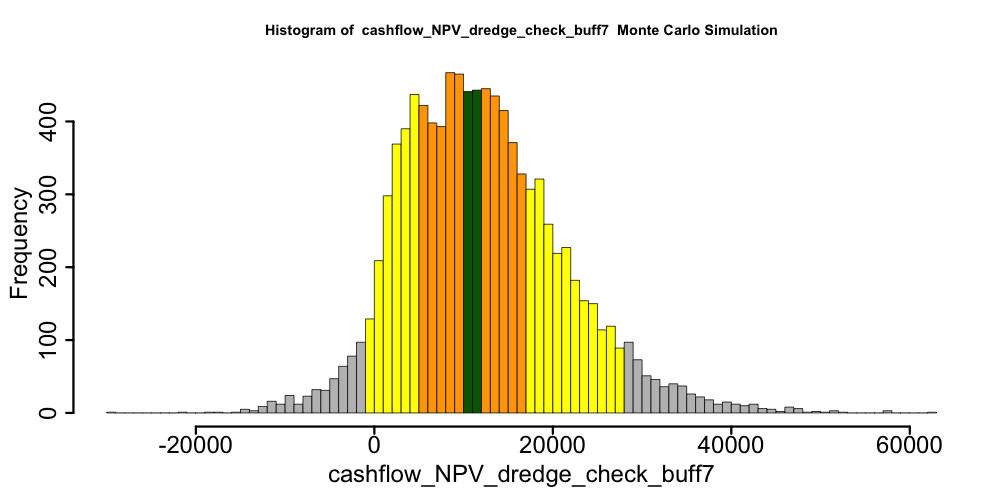 Histogram of  cashflow_NPV_dredge_check_buff7  Monte Carlo Simulation
Frequency
400
300
200
100
0
-20000 0 20000 40000 60000
cashflow_NPV_dredge_check_buff7